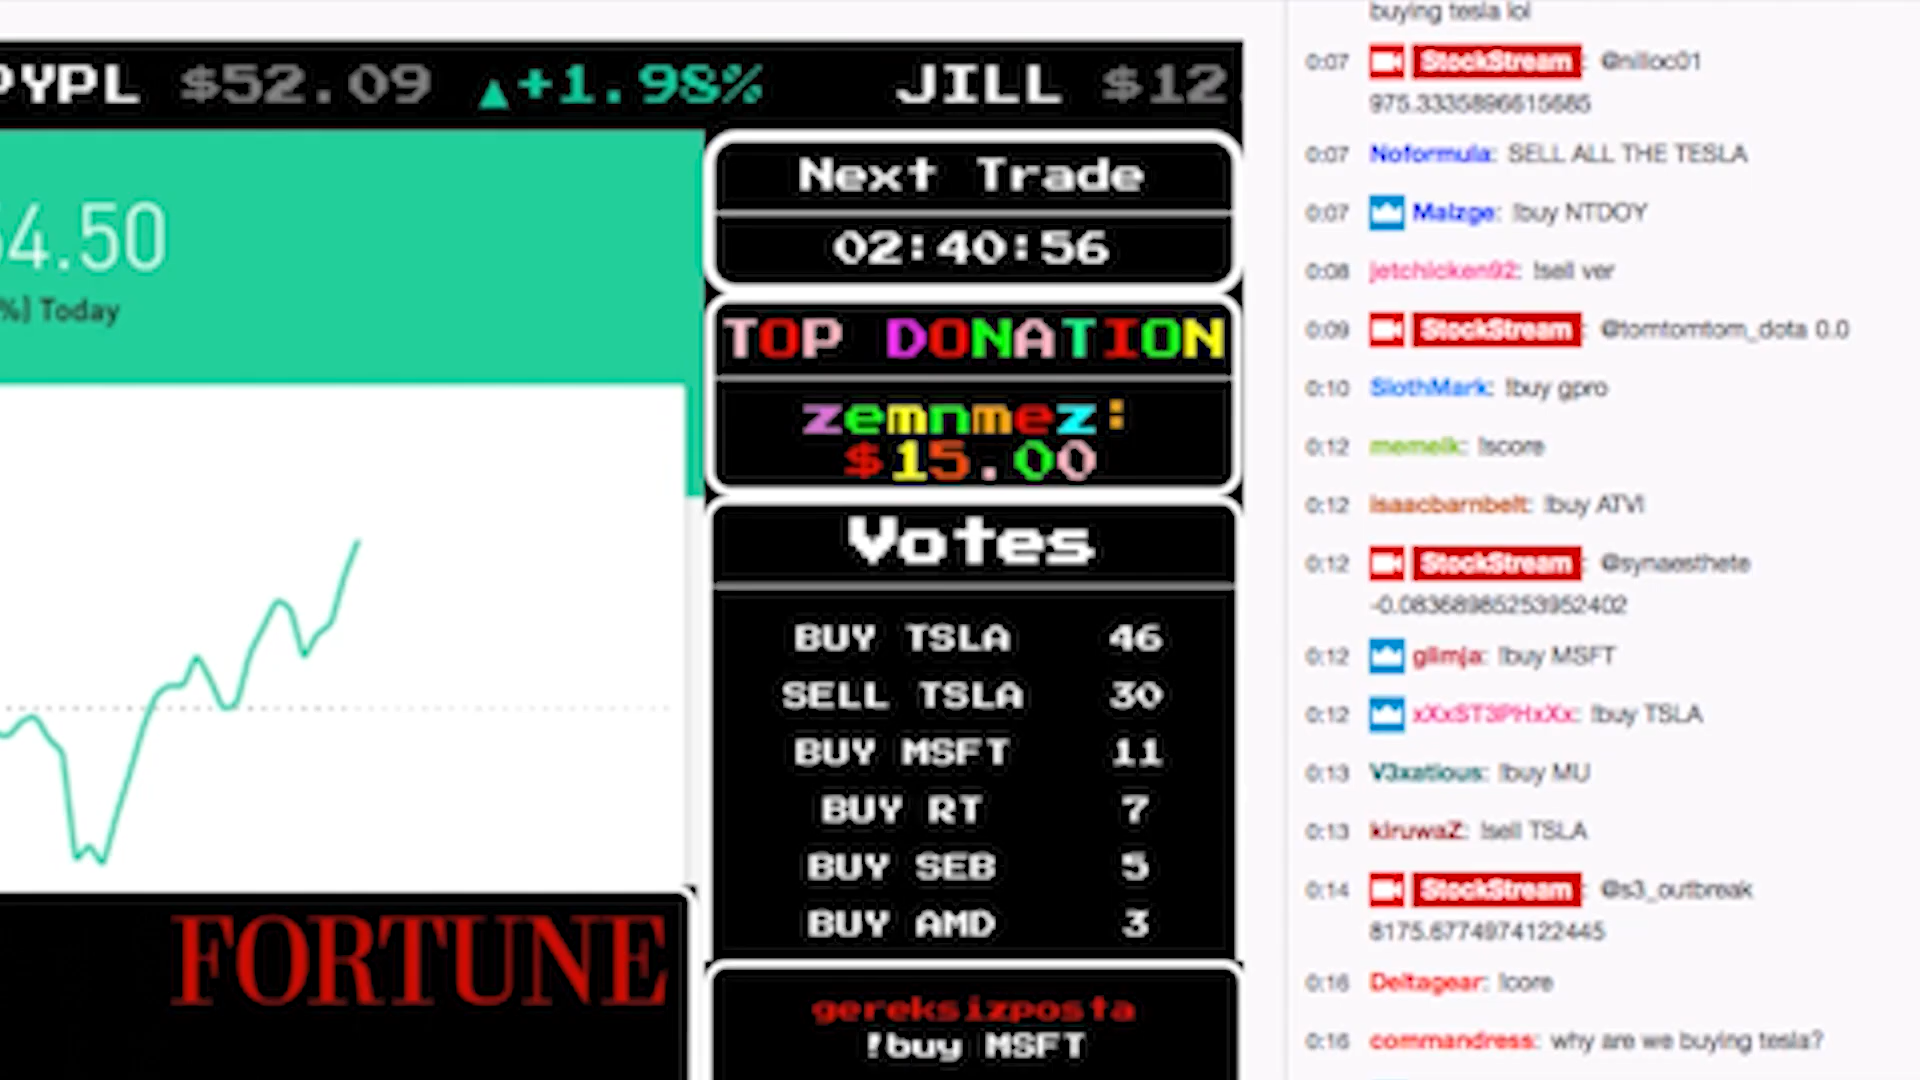 PYPL $52.09 ▲+1.98% JILL $12
4.50
%) Today
FORTUNE
Next Trade
02:40:56
TOP DONATION
zemnmez:
$15.00
Votes
BUY TSLA 46
SELL TSLA 30
BUY MSFT 11
BUY RT 7
BUY SEB 5
BUY AMD 3
gereksizposta
!buy MSFT
buying tesla lol
0:07 StockStream: @nilloc01
975.3335896615685
0:07 Noformula: SELL ALL THE TESLA
0:07 Malzge: !buy NTDOY
0:08 jetchicken92: !sell ver
0:09 StockStream: @tomtomtom_dota 0.0
0:10 SlothMark: !buy gpro
0:12 memelk: !score
0:12 isaacbarnbelt: !buy ATVI
0:12 StockStream: @synaesthete
-0.08368985253952402
0:12 glimja: !buy MSFT
0:12 xXxST3PHxXx: !buy TSLA
0:13 V3xatious: !buy MU
0:13 kiruwaZ: !sell TSLA
0:14 StockStream: @s3_outbreak
8175.6774974122445
0:16 Deltagear: !core
0:16 commandress: why are we buying tesla?